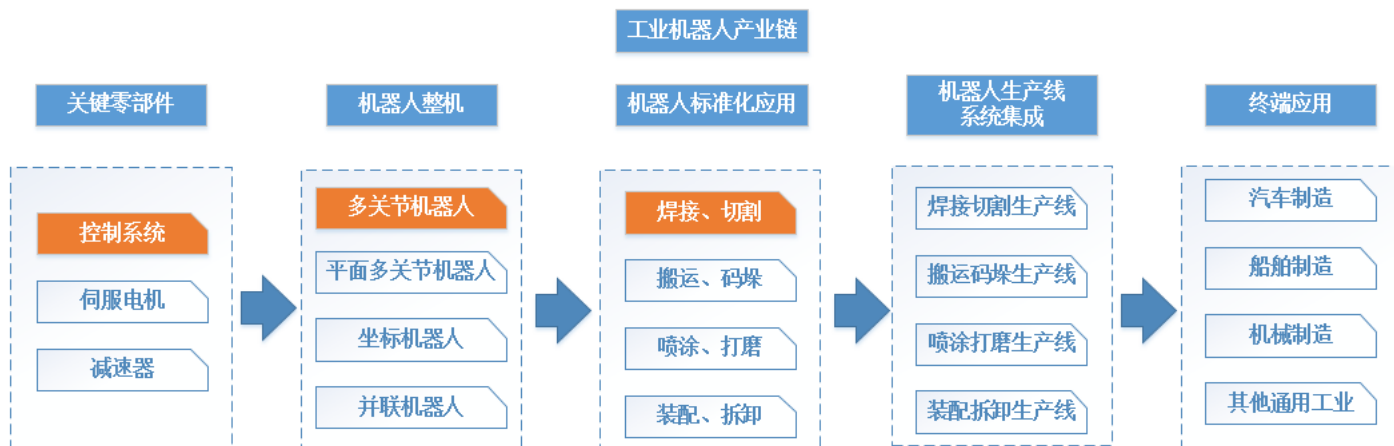 工业机器人产业链
关键零部件
机器人整机
机器人标准化应用
机器人生产线
系统集成
终端应用
控制系统
伺服电机
减速器
多关节机器人
平面多关节机器人
坐标机器人
并联机器人
焊接、切割
搬运、码垛
喷涂、打磨
装配、拆卸
焊接切割生产线
搬运码垛生产线
喷涂打磨生产线
装配拆卸生产线
汽车制造
船舶制造
机械制造
其他通用工业